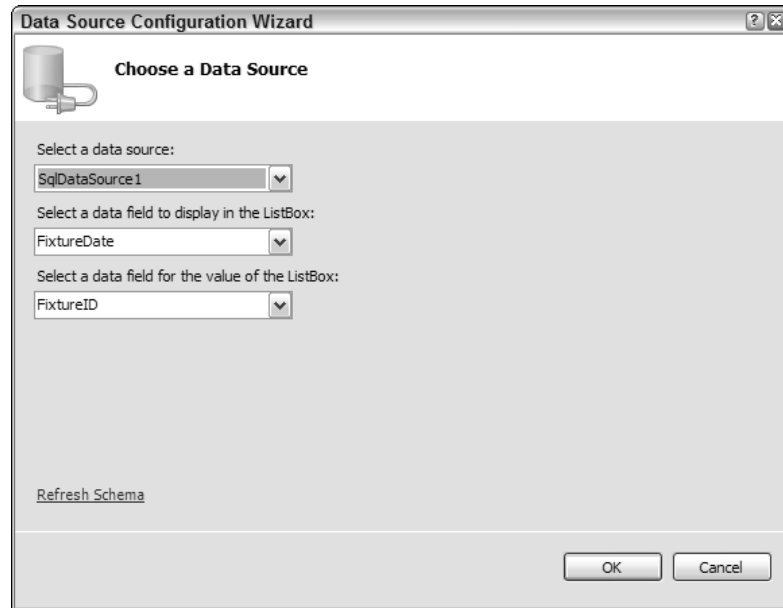 Data Source Configuration Wizard
Choose a Data Source
Select a data source:
SqlDataSource1
Select a data field to display in the ListBox:
FixtureDate
Select a data field for the value of the ListBox:
FixtureID
Refresh Schema
OK Cancel